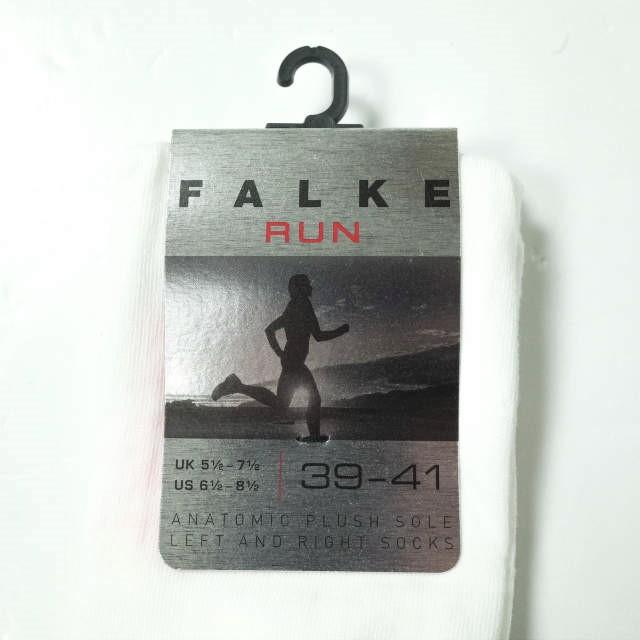 FALKE
RUN
UK 5½-7½
US 6½-8½
39-41
ANATOMIC PLUSH SOLE
LEFT AND RIGHT SOCKS